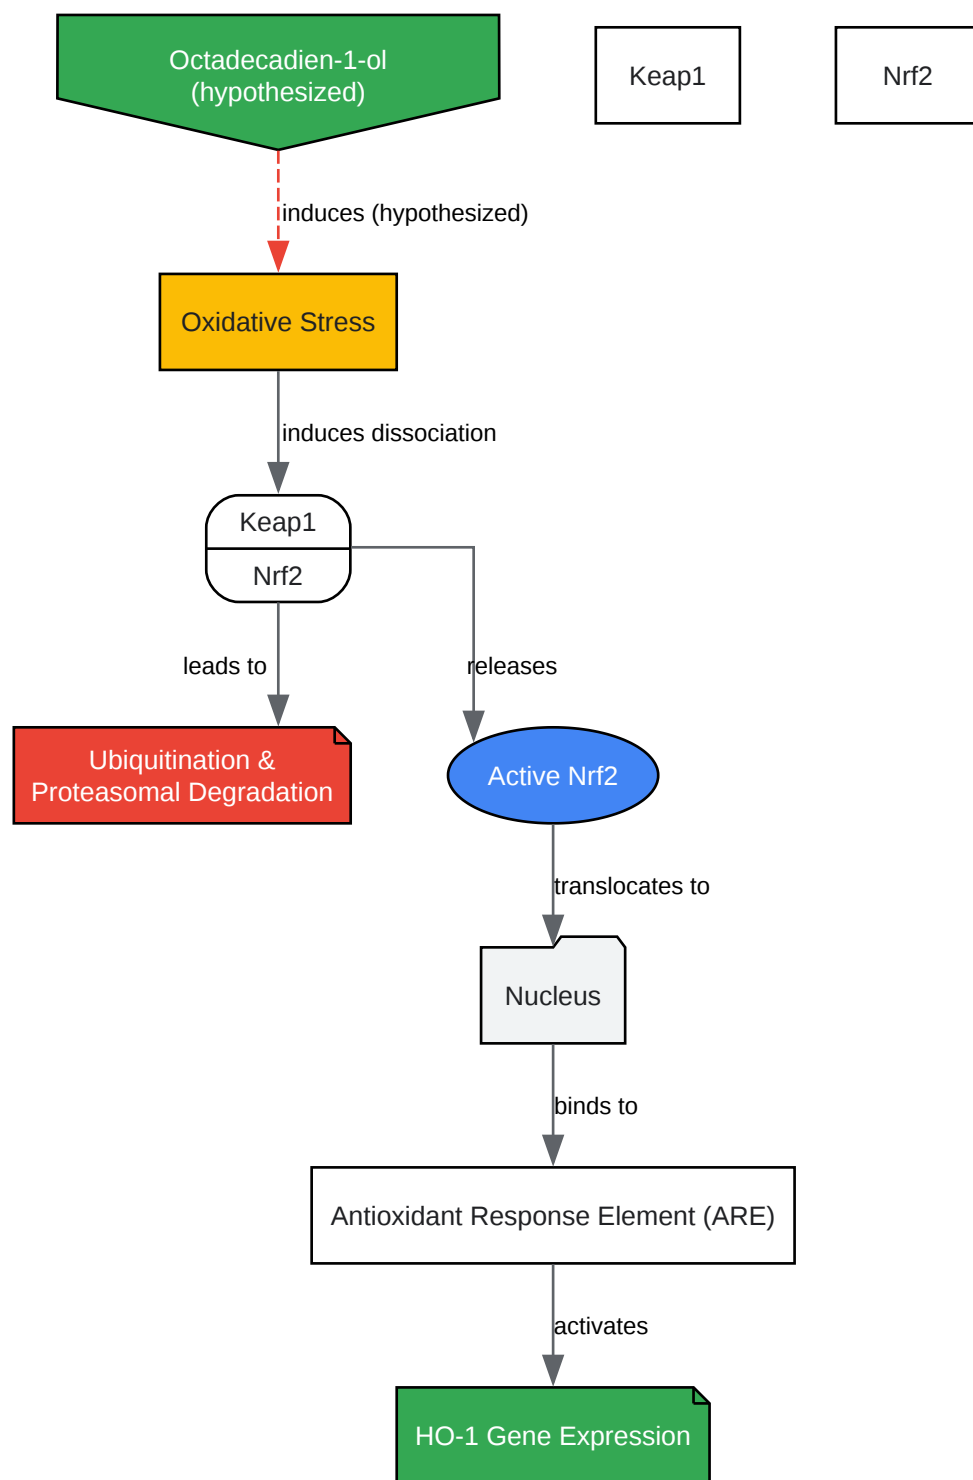 Octadecadien-1-ol
(hypothesized)
Keap1
Nrf2
induces (hypothesized)
Oxidative Stress
induces dissociation
Keap1
Nrf2
leads to
releases
Ubiquitination &
Proteasomal Degradation
Active Nrf2
translocates to
Nucleus
binds to
Antioxidant Response Element (ARE)
activates
HO-1 Gene Expression